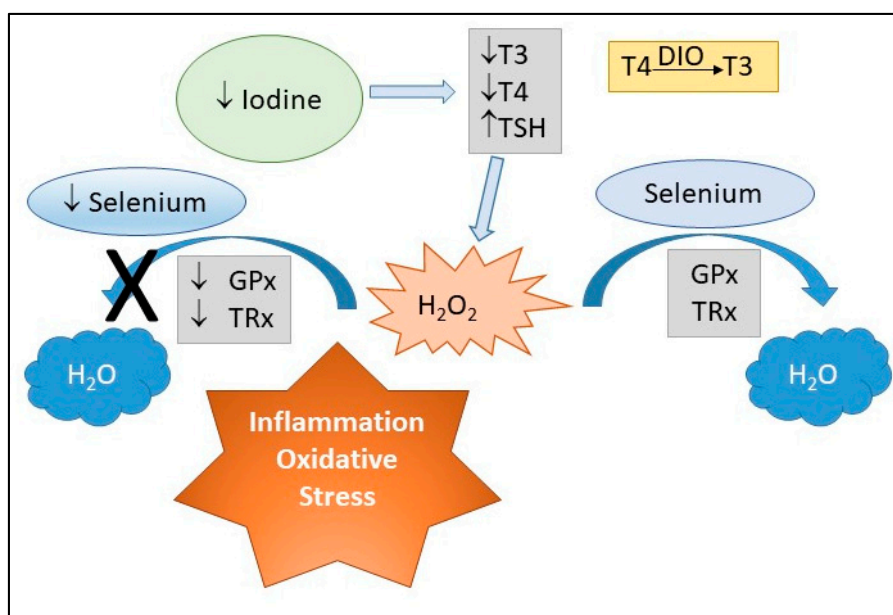 ↓ Iodine
↓T3
↓T4
↑TSH
T4 DIO→T3
↓ Selenium
Selenium
↓ GPx
↓ TRx
H₂O₂
GPx
TRx
X
H₂O
H₂O
Inflammation
Oxidative
Stress